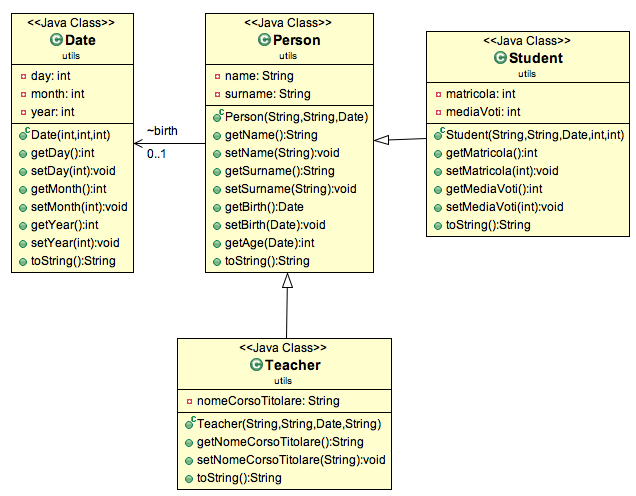 <<Java Class>>
Date
utils
day: int
month: int
year: int
Date(int,int,int)
getDay():int
setDay(int):void
getMonth():int
setMonth(int):void
getYear():int
setYear(int):void
toString():String
~birth
0..1
<<Java Class>>
Person
utils
name: String
surname: String
Person(String,String,Date)
getName():String
setName(String):void
getSurname():String
setSurname(String):void
getBirth():Date
setBirth(Date):void
getAge(Date):int
toString():String
<<Java Class>>
Student
utils
matricola: int
mediaVoti: int
Student(String,String,Date,int,int)
getMatricola():int
setMatricola(int):void
getMediaVoti():int
setMediaVoti(int):void
toString():String
<<Java Class>>
Teacher
utils
nomeCorsoTitolare: String
Teacher(String,String,Date,String)
getNomeCorsoTitolare():String
setNomeCorsoTitolare(String):void
toString():String